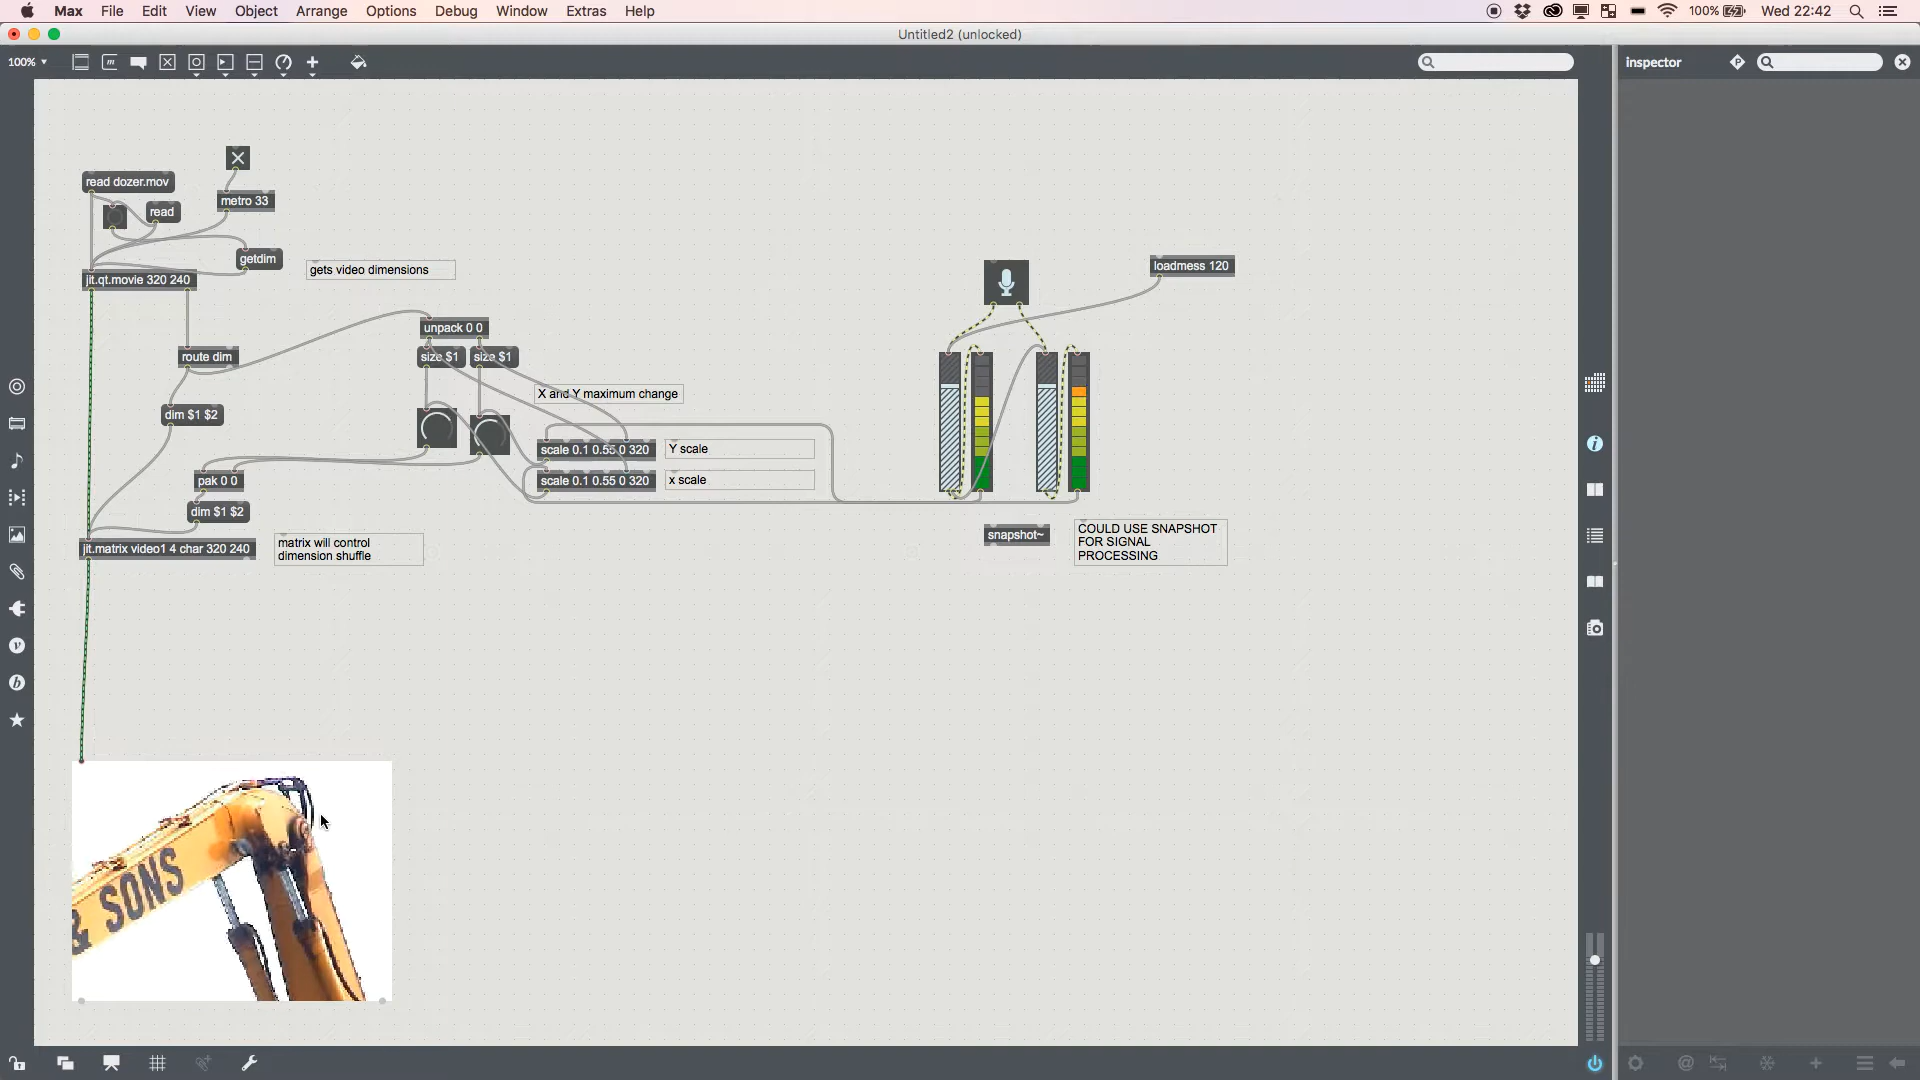 Max File Edit View Object Arrange Options Debug Window Extras Help 100% Wed 22:42
Untitled2 (unlocked)
100% inspector
read dozer.mov
metro 33
read
getdim
gets video dimensions
loadmess 120
jit.qt.movie 320 240
unpack 0 0
route dim
size $1 size $1
X and Y maximum change
dim $1 $2
scale 0.1 0.55 0 320 Y scale
pak 0 0
scale 0.1 0.55 0 320 x scale
dim $1 $2
jit.matrix video1 4 char 320 240
matrix will control
dimension shuffle
snapshot~
COULD USE SNAPSHOT
FOR SIGNAL
PROCESSING
& SONS